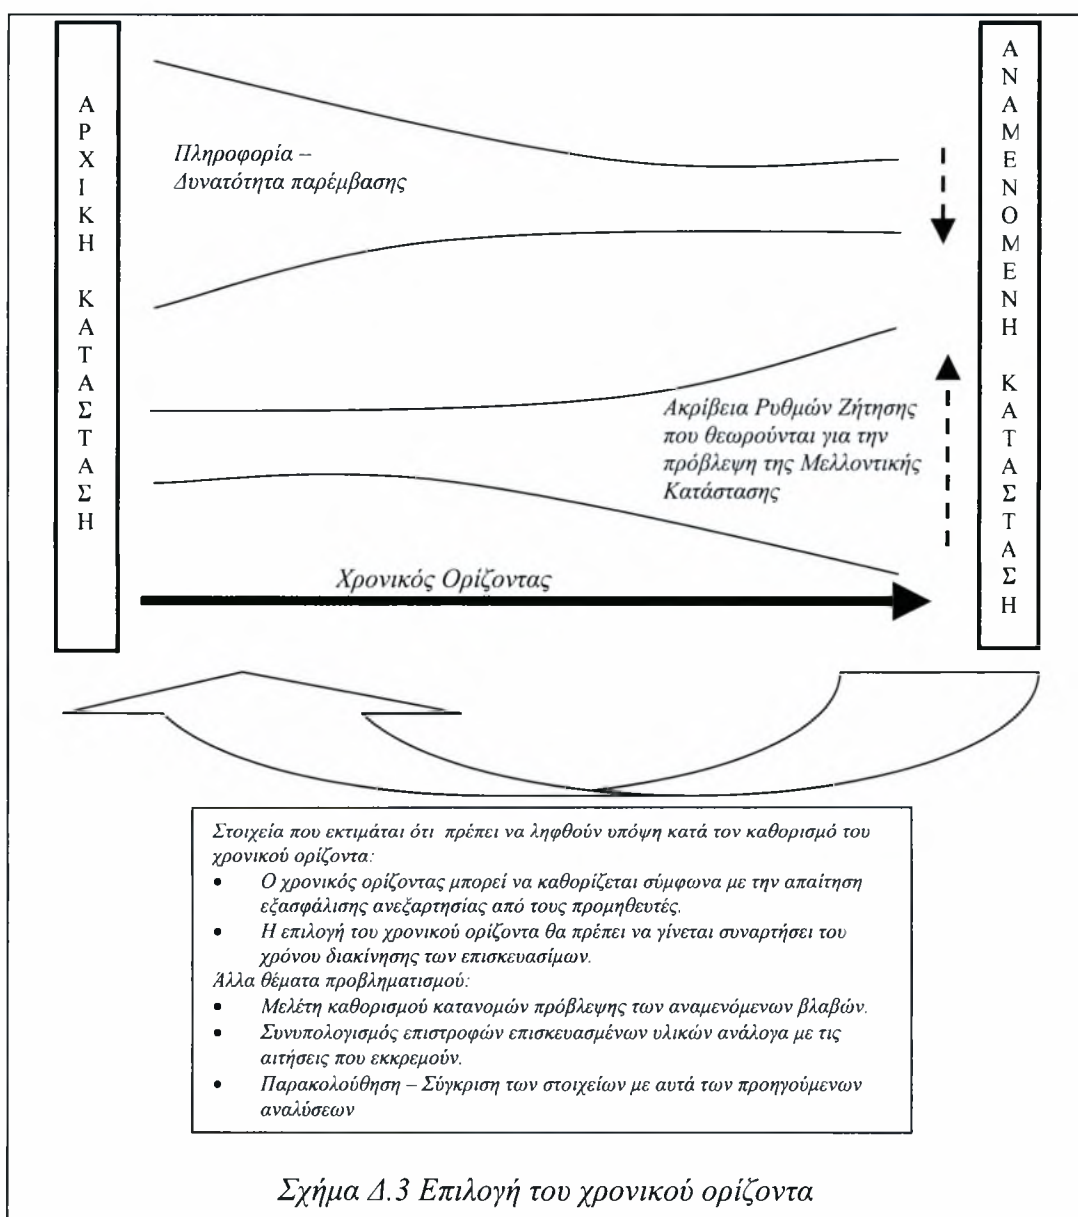 ΑΡΧΙΚΗ ΚΑΤΑΣΤΑΣΗ
Πληροφορία –
Δυνατότητα παρέμβασης
Ακρίβεια Ρυθμών Ζήτησης
που θεωρούνται για την
πρόβλεψη της Μελλοντικής
Κατάστασης
Χρονικός Ορίζοντας
ΑΝΑΜΕΝΟΜΕΝΗ ΚΑΤΑΣΤΑΣΗ
Στοιχεία που εκτιμάται ότι πρέπει να ληφθούν υπόψη κατά τον καθορισμό του
χρονικού ορίζοντα:
• Ο χρονικός ορίζοντας μπορεί να καθορίζεται σύμφωνα με την απαίτηση
εξασφάλισης ανεξαρτησίας από τους προμηθευτές.
• Η επιλογή του χρονικού ορίζοντα θα πρέπει να γίνεται συναρτήσει του
χρόνου διακίνησης των επισκευασίμων.
Άλλα θέματα προβληματισμού:
• Μελέτη καθορισμού κατανομών πρόβλεψης των αναμενόμενων βλαβών.
• Συνυπολογισμός επιστροφών επισκευασμένων υλικών ανάλογα με τις
αιτήσεις που εκκρεμούν.
• Παρακολούθηση – Σύγκριση των στοιχείων με αυτά των προηγούμενων
αναλύσεων
Σχήμα Δ.3 Επιλογή του χρονικού ορίζοντα